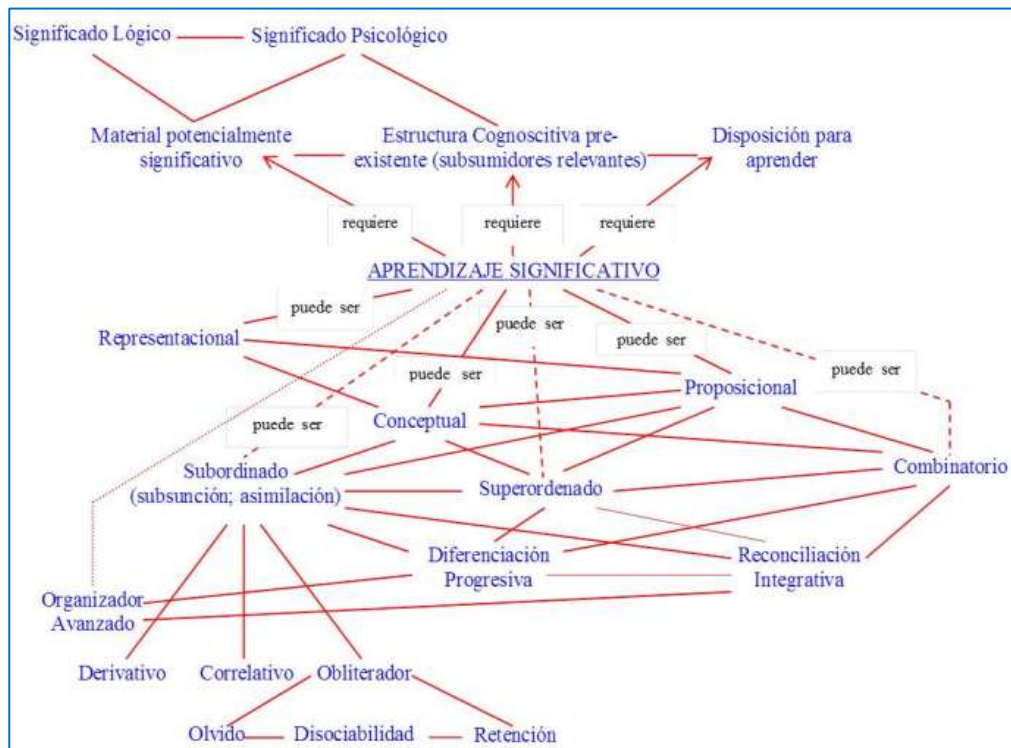 Significado Lógico
Significado Psicológico
Material potencialmente
significativo
Estructura Cognoscitiva pre-
existente (subsumidores relevantes)
Disposición para
aprender
requiere
requiere
requiere
APRENDIZAJE SIGNIFICATIVO
puede ser
puede ser
Representacional
puede ser
puede ser
puede ser
Proposicional
Conceptual
puede ser
Subordinado
(subsunción; asimilación)
Superordenado
Combinatorio
Diferenciación
Progresiva
Reconciliación
Integrativa
Organizador
Avanzado
Derivativo
Correlativo
Obliterador
Olvido
Disociabilidad
Retención